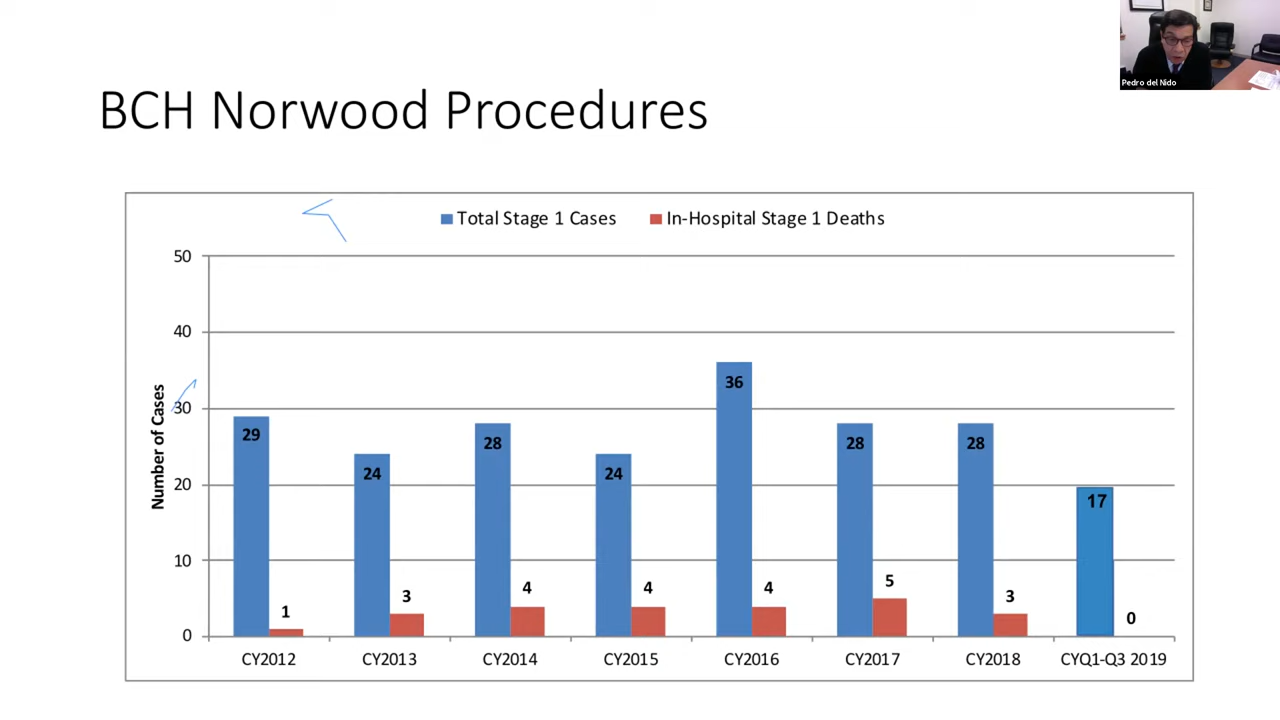 Pedro del Nido
BCH Norwood Procedures
Total Stage 1 Cases
In-Hospital Stage 1 Deaths
Number of Cases
50
40
30
20
10
0
29
1
24
3
28
4
24
4
36
4
28
5
28
3
17
0
CY2012
CY2013
CY2014
CY2015
CY2016
CY2017
CY2018
CYQ1-Q3 2019